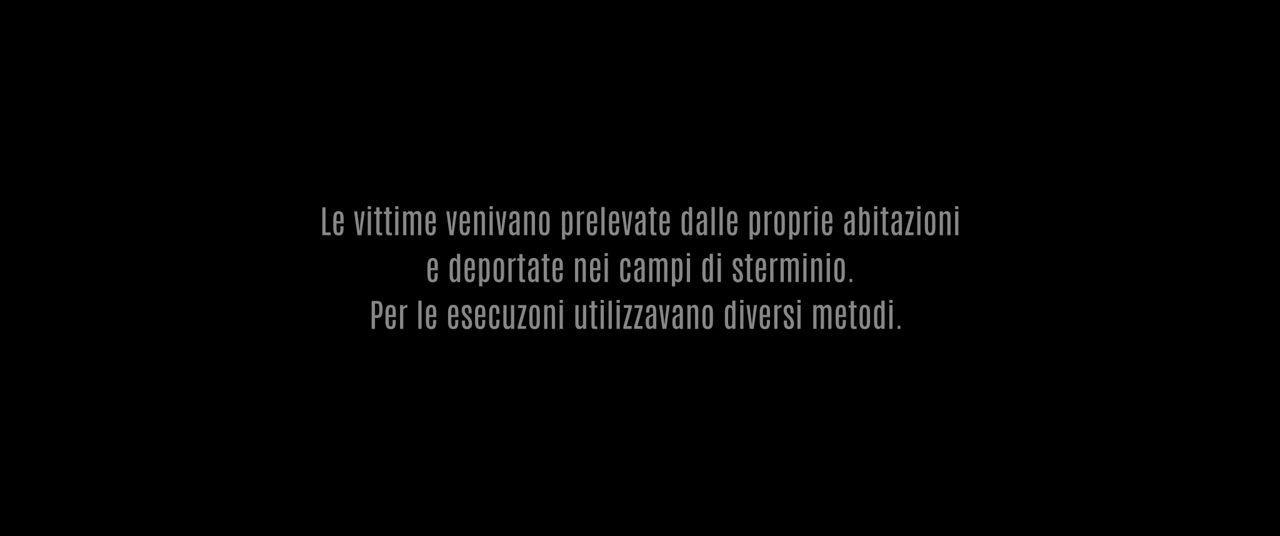 Le vittime venivano prelevate dalle proprie abitazioni
e deportate nei campi di sterminio.
Per le esecuzoni utilizzavano diversi metodi.